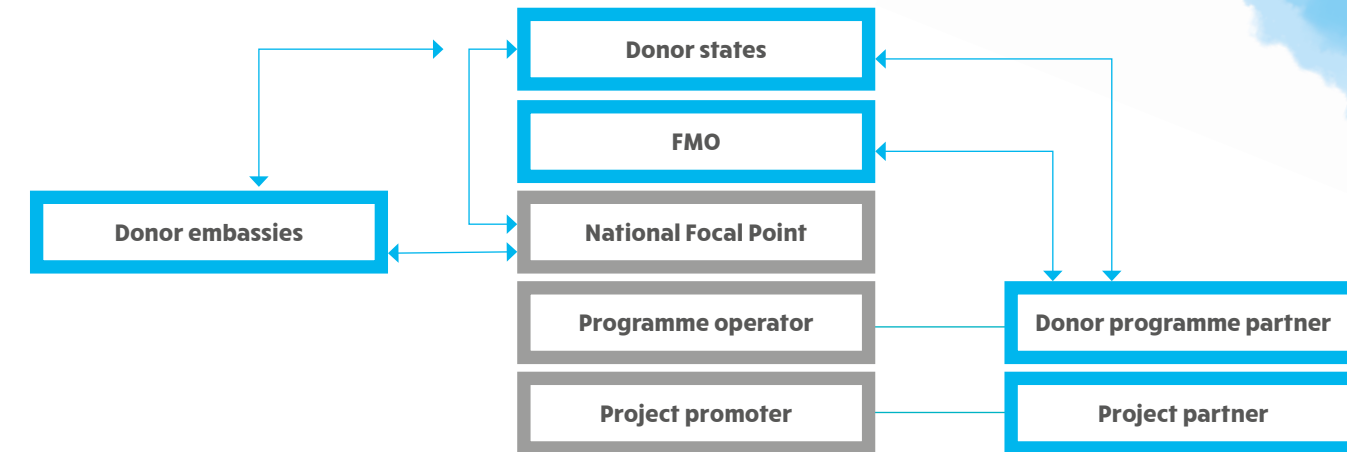 Donor states
FMO
Donor embassies
National Focal Point
Programme operator
Donor programme partner
Project promoter
Project partner